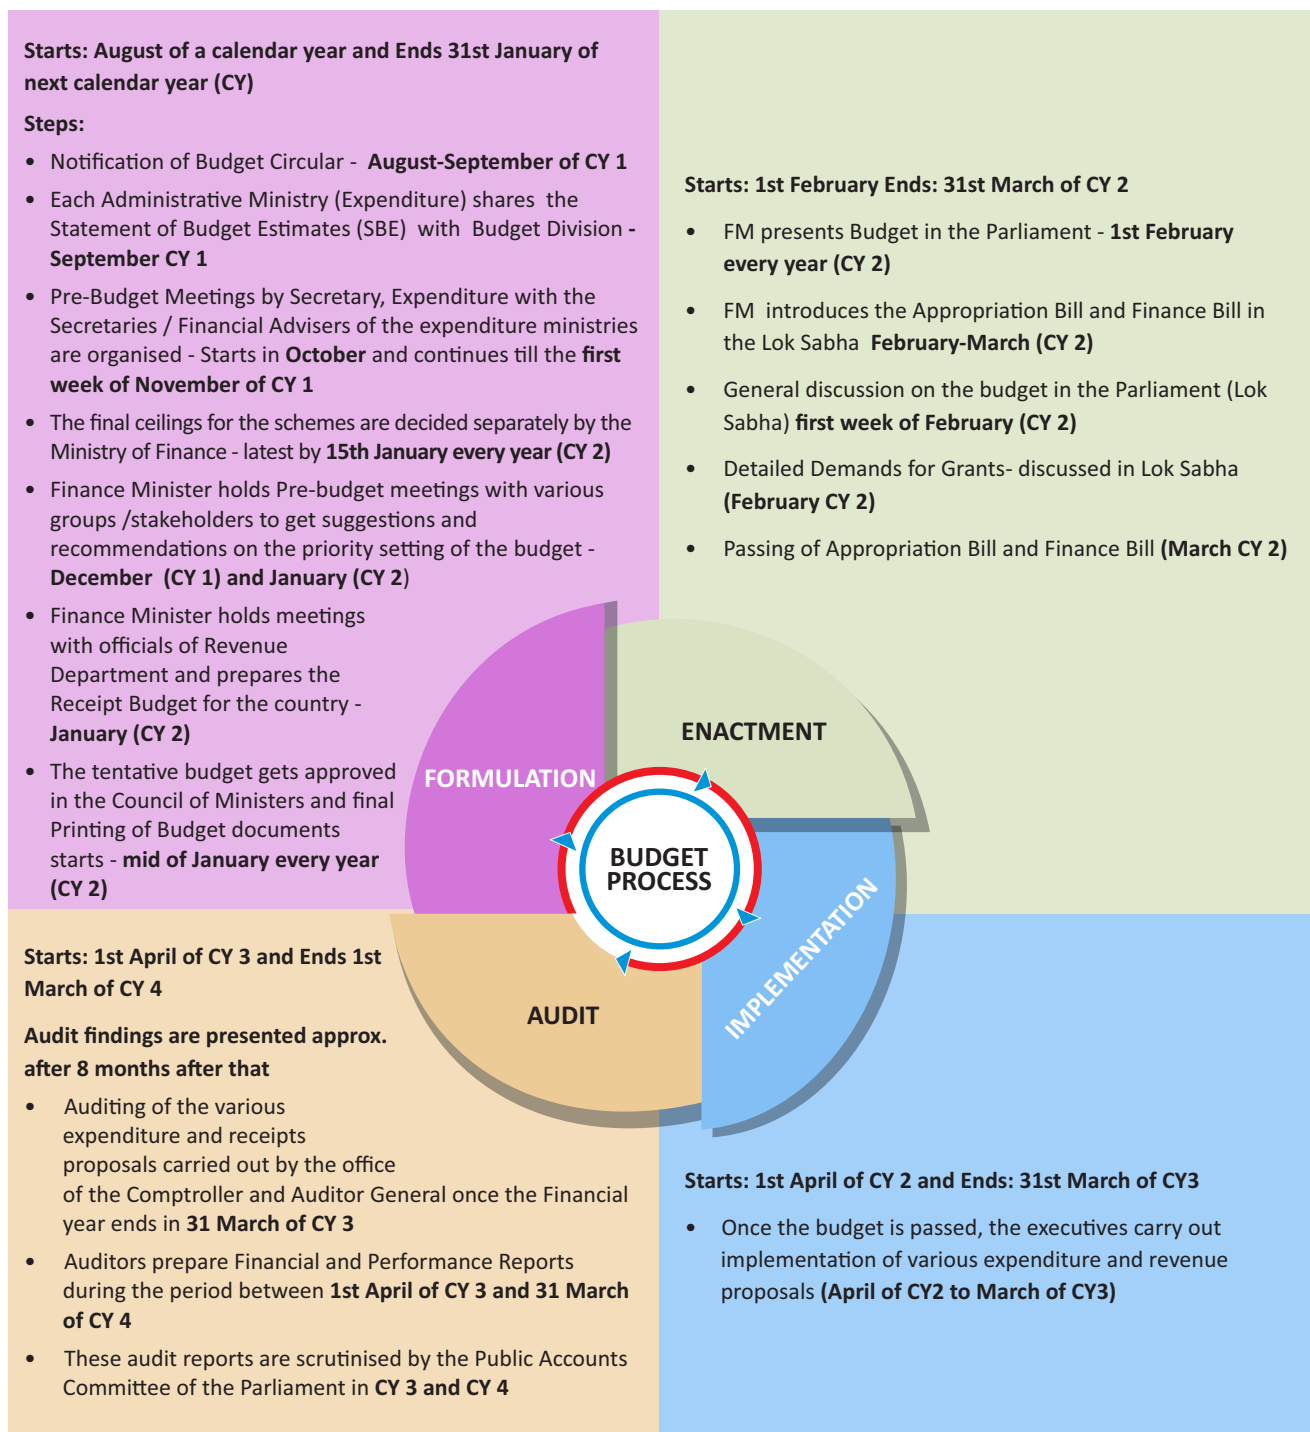 Starts: August of a calendar year and Ends 31st January of
next calendar year (CY)
Steps:
• Notification of Budget Circular - August-September of CY 1
• Each Administrative Ministry (Expenditure) shares the
Statement of Budget Estimates (SBE) with Budget Division -
September CY 1
• Pre-Budget Meetings by Secretary, Expenditure with the
Secretaries / Financial Advisers of the expenditure ministries
are organised - Starts in October and continues till the first
week of November of CY 1
• The final ceilings for the schemes are decided separately by the
Ministry of Finance - latest by 15th January every year (CY 2)
• Finance Minister holds Pre-budget meetings with various
groups /stakeholders to get suggestions and
recommendations on the priority setting of the budget -
December (CY 1) and January (CY 2)
• Finance Minister holds meetings
with officials of Revenue
Department and prepares the
Receipt Budget for the country -
January (CY 2)
• The tentative budget gets approved
in the Council of Ministers and final
Printing of Budget documents
starts - mid of January every year
(CY 2)
Starts: 1st February Ends: 31st March of CY 2
• FM presents Budget in the Parliament - 1st February
every year (CY 2)
• FM introduces the Appropriation Bill and Finance Bill in
the Lok Sabha February-March (CY 2)
• General discussion on the budget in the Parliament (Lok
Sabha) first week of February (CY 2)
• Detailed Demands for Grants- discussed in Lok Sabha
(February CY 2)
• Passing of Appropriation Bill and Finance Bill (March CY 2)
FORMULATION
ENACTMENT
BUDGET
PROCESS
IMPLEMENTATION
AUDIT
Starts: 1st April of CY 3 and Ends 1st
March of CY 4
Audit findings are presented approx.
after 8 months after that
• Auditing of the various
expenditure and receipts
proposals carried out by the office
of the Comptroller and Auditor General once the Financial
year ends in 31 March of CY 3
• Auditors prepare Financial and Performance Reports
during the period between 1st April of CY 3 and 31 March
of CY 4
• These audit reports are scrutinised by the Public Accounts
Committee of the Parliament in CY 3 and CY 4
Starts: 1st April of CY 2 and Ends: 31st March of CY3
• Once the budget is passed, the executives carry out
implementation of various expenditure and revenue
proposals (April of CY2 to March of CY3)